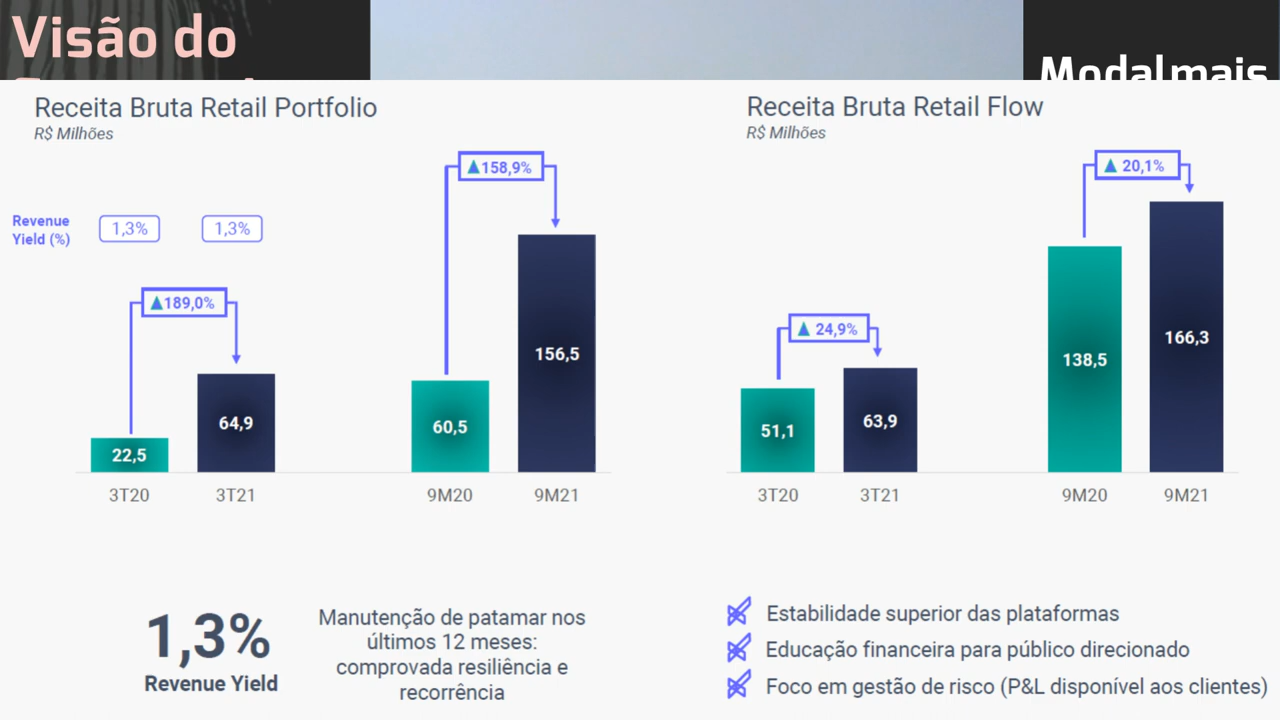 Visão do
Modalmais
Receita Bruta Retail Portfolio
R$ Milhões
Revenue
Yield (%)
1,3%
1,3%
▲189,0%
▲158,9%
22,5
64,9
60,5
156,5
3T20
3T21
9M20
9M21
1,3%
Revenue Yield
Manutenção de patamar nos
últimos 12 meses:
comprovada resiliência e
recorrência
Receita Bruta Retail Flow
R$ Milhões
▲ 24,9%
▲ 20,1%
51,1
63,9
138,5
166,3
3T20
3T21
9M20
9M21
Estabilidade superior das plataformas
Educação financeira para público direcionado
Foco em gestão de risco (P&L disponível aos clientes)